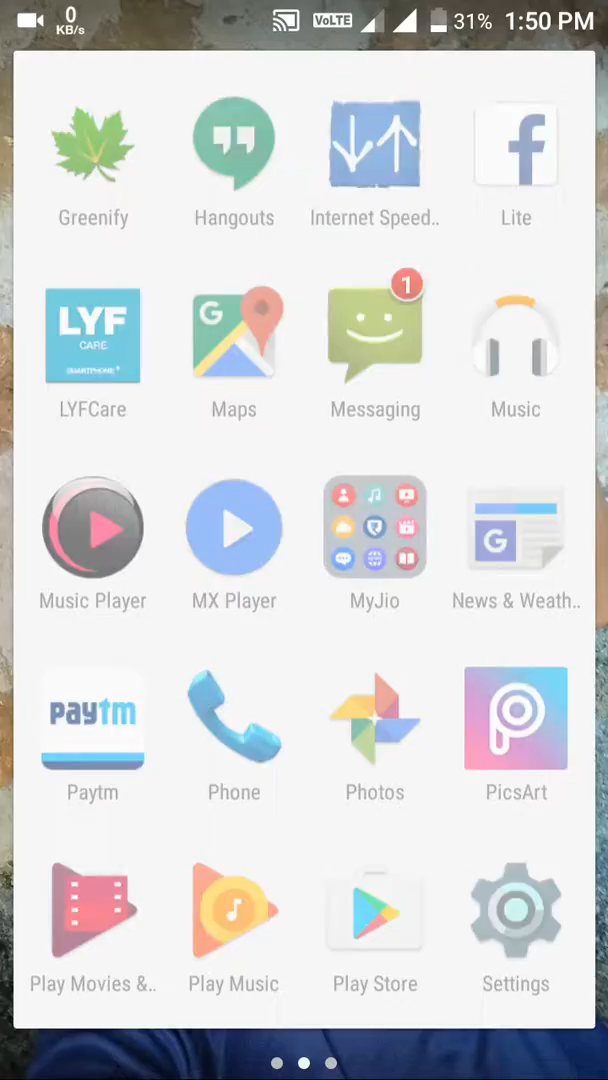 0
KB/s
VoLTE
31%
1:50 PM
Greenify
Hangouts
Internet Speed..
f
Lite
LYF
CARE
SMARTPHONE+
LYFCare
G
Maps
1
Messaging
Music
Music Player
MX Player
MyJio
G
News & Weath..
paytm
Paytm
Phone
Photos
PicsArt
Play Movies &..
Play Music
Play Store
Settings